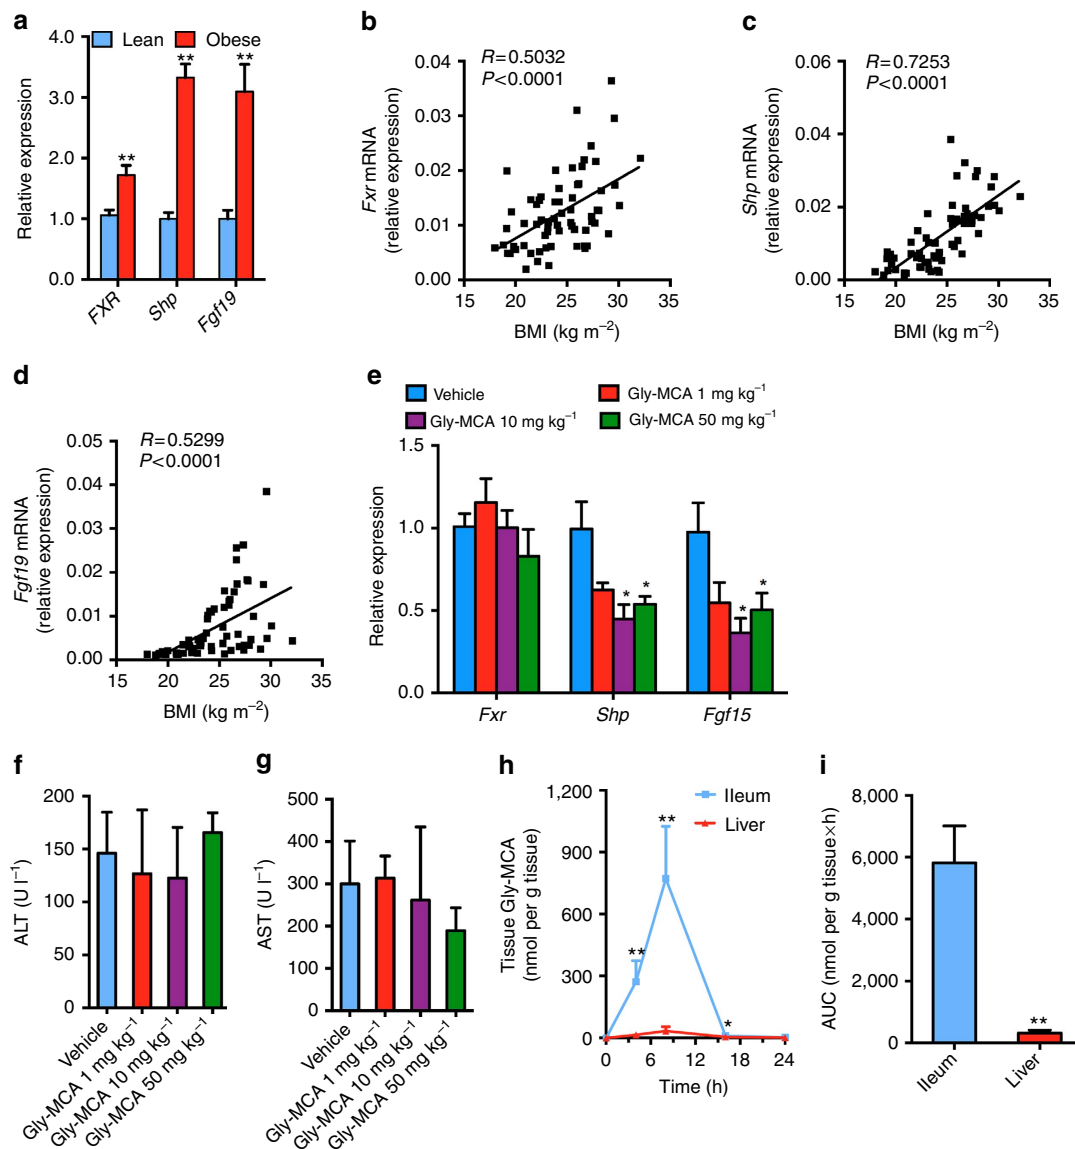 a
Lean
Obese
Relative expression
4.0
3.0
2.0
1.0
0.0
**
**
**
FXR
Shp
Fgf19
b
R=0.5032
P<0.0001
Fxr mRNA
(relative expression)
0.04
0.03
0.02
0.01
0.00
15 20 25 30 35
BMI (kg m⁻²)
c
R=0.7253
P<0.0001
Shp mRNA
(relative expression)
0.06
0.04
0.02
0.00
15 20 25 30 35
BMI (kg m⁻²)
d
R=0.5299
P<0.0001
Fgf19 mRNA
(relative expression)
0.05
0.04
0.03
0.02
0.01
0.00
15 20 25 30 35
BMI (kg m⁻²)
e
Vehicle
Gly-MCA 1 mg kg⁻¹
Gly-MCA 10 mg kg⁻¹
Gly-MCA 50 mg kg⁻¹
Relative expression
1.5
1.0
0.5
0.0
* *
* *
Fxr
Shp
Fgf15
f
ALT (U l⁻¹)
200
150
100
50
0
Vehicle
Gly-MCA 1 mg kg⁻¹
Gly-MCA 10 mg kg⁻¹
Gly-MCA 50 mg kg⁻¹
g
AST (U l⁻¹)
500
400
300
200
100
0
Vehicle
Gly-MCA 1 mg kg⁻¹
Gly-MCA 10 mg kg⁻¹
Gly-MCA 50 mg kg⁻¹
h
Ileum
Liver
Tissue Gly-MCA
(nmol per g tissue)
1,200
900
600
300
0
**
**
*
0 6 12 18 24
Time (h)
i
AUC (nmol per g tissue×h)
8,000
6,000
4,000
2,000
0
**
Ileum
Liver